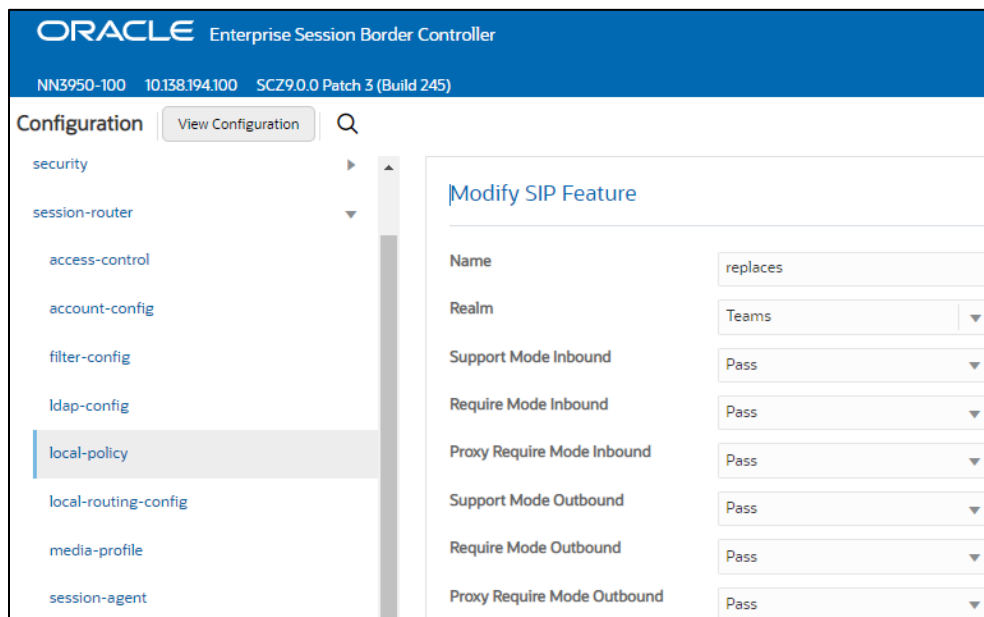 ORACLE Enterprise Session Border Controller
NN3950-100 10.138.194.100 SCZ9.0.0 Patch 3 (Build 245)
Configuration View Configuration
security
session-router
access-control
account-config
filter-config
ldap-config
local-policy
local-routing-config
media-profile
session-agent
Modify SIP Feature
Name replaces
Realm Teams
Support Mode Inbound Pass
Require Mode Inbound Pass
Proxy Require Mode Inbound Pass
Support Mode Outbound Pass
Require Mode Outbound Pass
Proxy Require Mode Outbound Pass